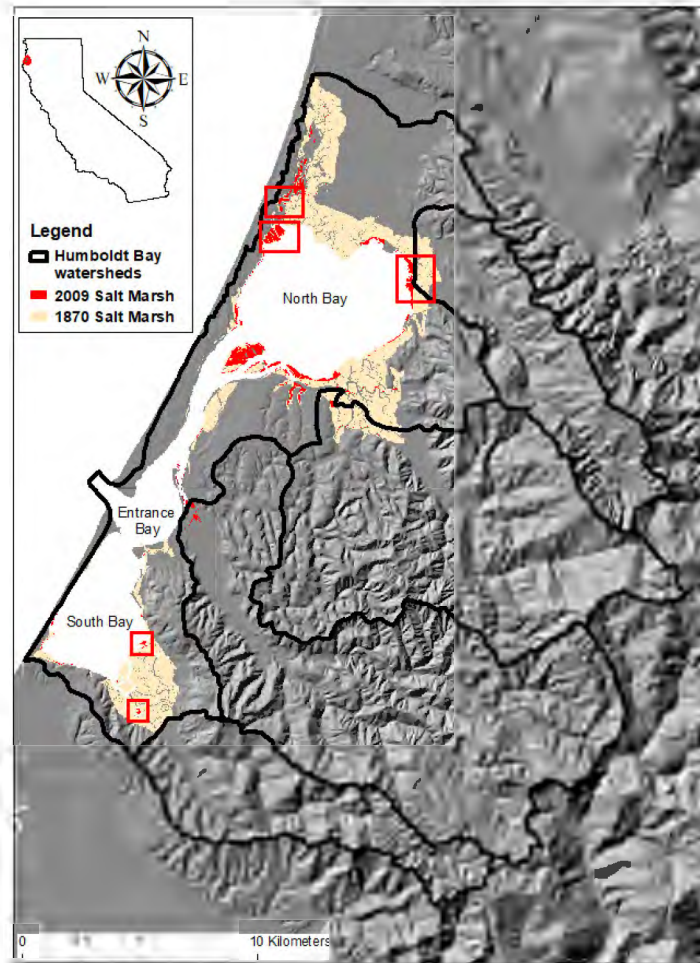 N
W E
S
Legend
Humboldt Bay
watersheds
2009 Salt Marsh
1870 Salt Marsh
North Bay
Entrance
Bay
South Bay
0 10 Kilometers